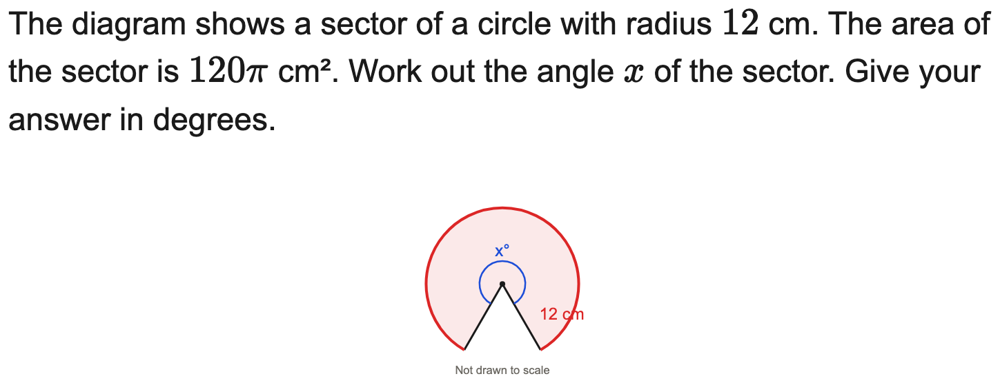 The diagram shows a sector of a circle with radius 12 cm. The area of
the sector is 120π cm². Work out the angle x of the sector. Give your
answer in degrees.
x°
12 cm
Not drawn to scale